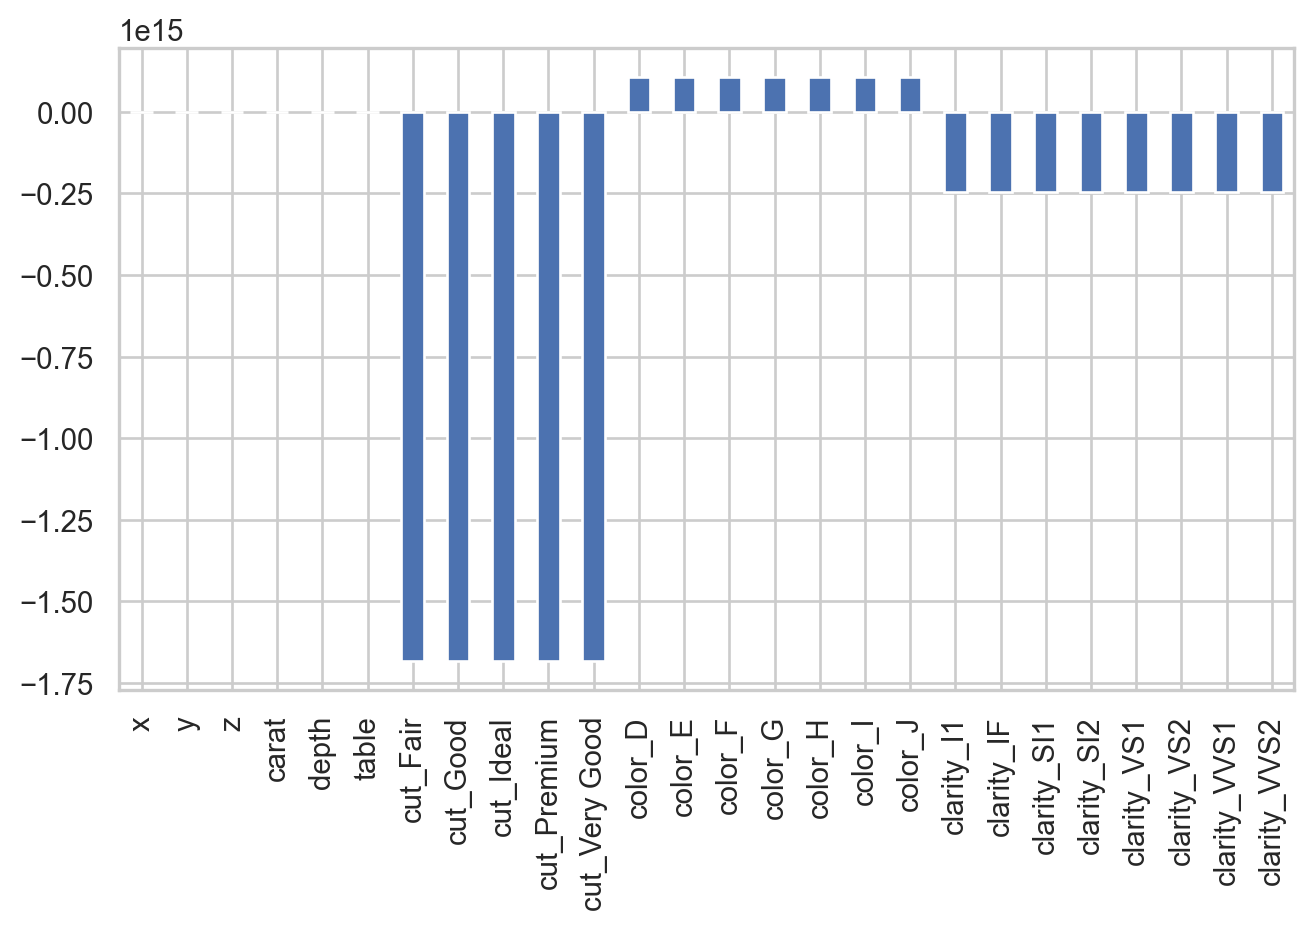 1e15
0.00
−0.25
−0.50
−0.75
−1.00
−1.25
−1.50
−1.75
x
y
z
carat
depth
table
cut_Fair
cut_Good
cut_Ideal
cut_Premium
cut_Very Good
color_D
color_E
color_F
color_G
color_H
color_I
color_J
clarity_I1
clarity_IF
clarity_SI1
clarity_SI2
clarity_VS1
clarity_VS2
clarity_VVS1
clarity_VVS2